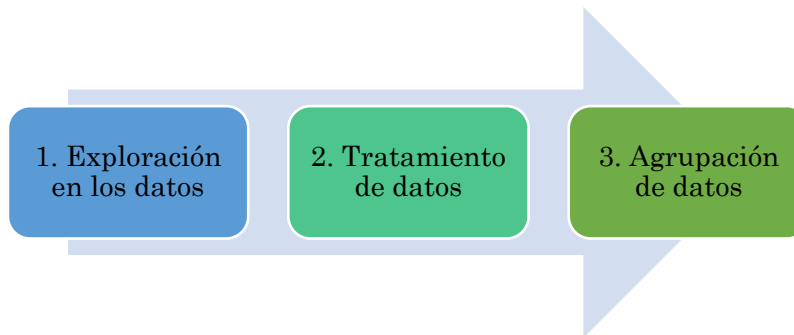 1. Exploración
en los datos
2. Tratamiento
de datos
3. Agrupación
de datos